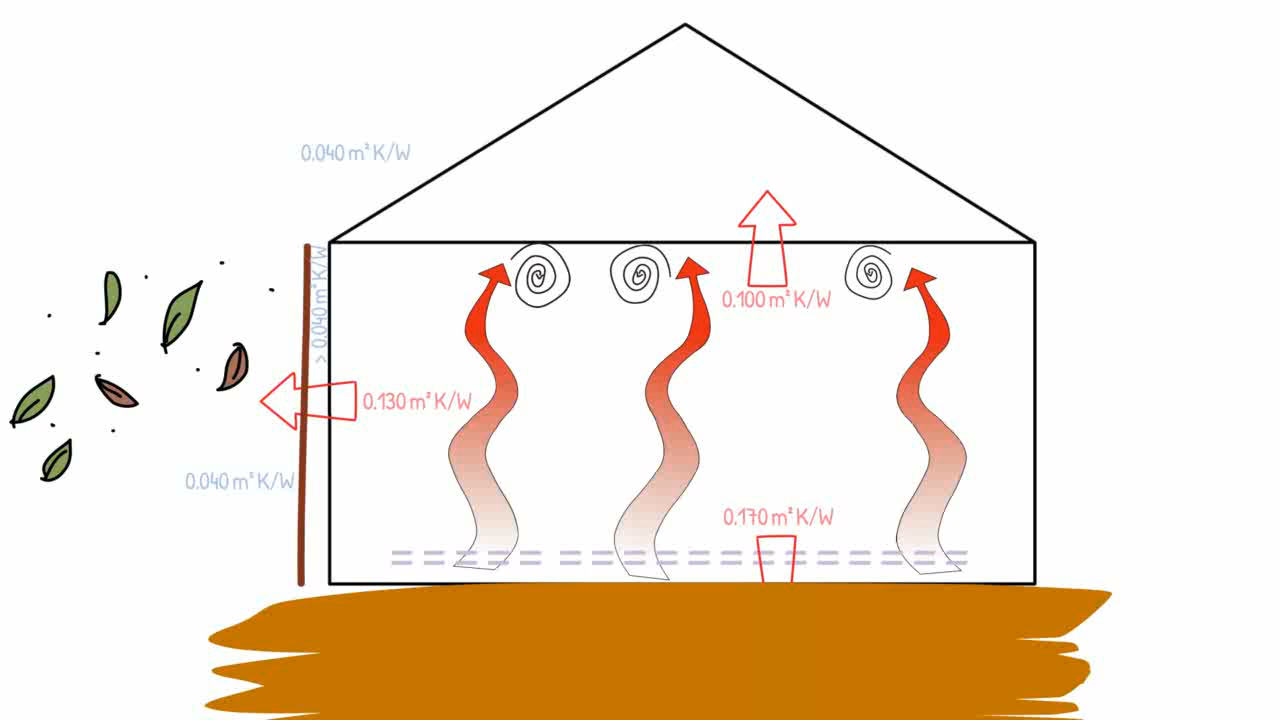 0.040 m² K/W
> 0.040 m² K/W
0.100 m² K/W
0.130 m² K/W
0.040 m² K/W
0.170 m² K/W